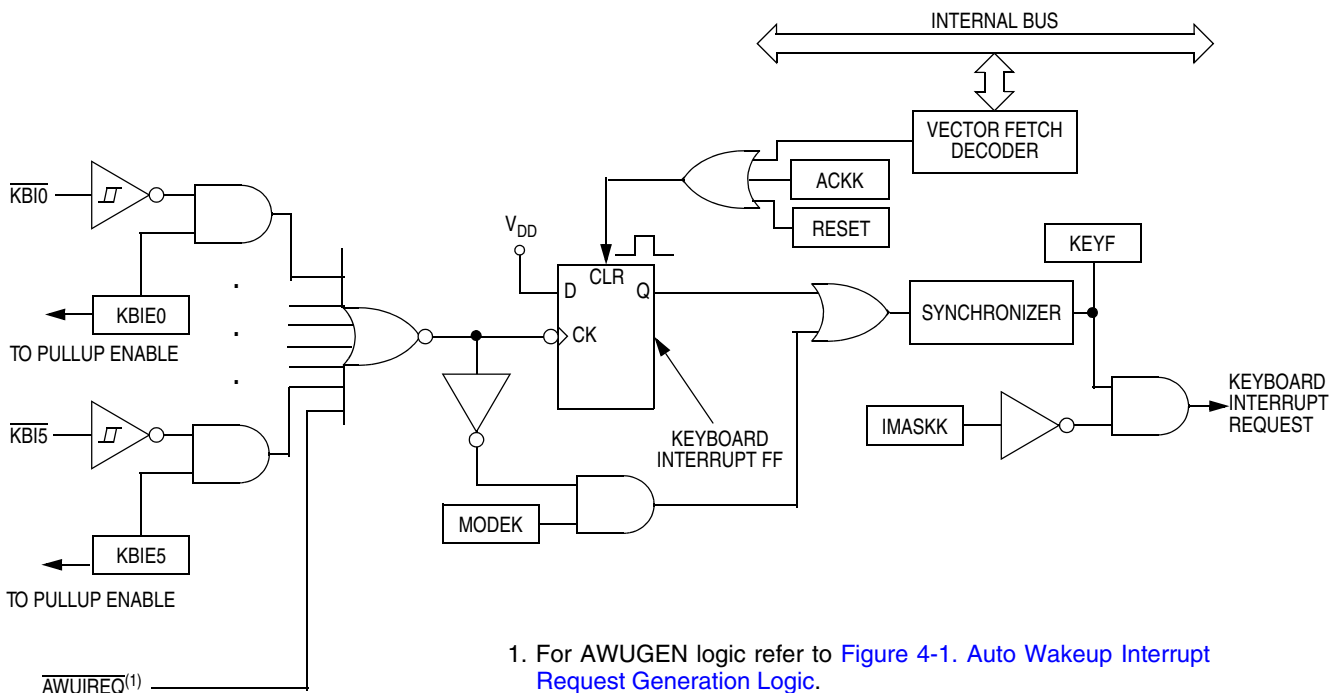 INTERNAL BUS
VECTOR FETCH
DECODER
ACKK
RESET
KBI0
KBIE0
TO PULLUP ENABLE
.
.
.
KBI5
KBIE5
TO PULLUP ENABLE
AWUIREQ(1)
VDD
D
CLR
Q
CK
KEYBOARD
INTERRUPT FF
MODEK
SYNCHRONIZER
KEYF
IMASKK
KEYBOARD
INTERRUPT
REQUEST
1. For AWUGEN logic refer to Figure 4-1. Auto Wakeup Interrupt
Request Generation Logic.